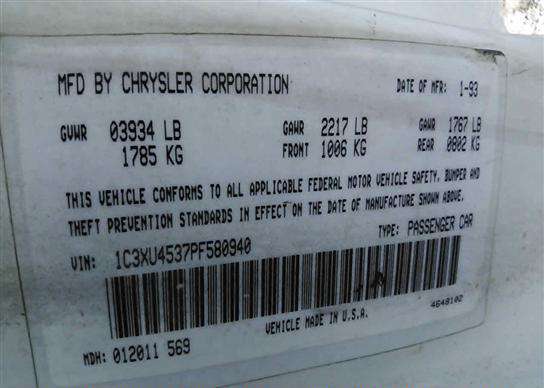 MFD BY CHRYSLER CORPORATION DATE OF MFR: 1-93
GVWR 03934 LB GAWR 2217 LB GAWR 1767 LB
1785 KG FRONT 1006 KG REAR 0802 KG
THIS VEHICLE CONFORMS TO ALL APPLICABLE FEDERAL MOTOR VEHICLE SAFETY, BUMPER AND
THEFT PREVENTION STANDARDS IN EFFECT ON THE DATE OF MANUFACTURE SHOWN ABOVE.
VIN: 1C3XU4537PF580940 TYPE: PASSENGER CAR
4648102
VEHICLE MADE IN U.S.A.
MDH: 012011 569